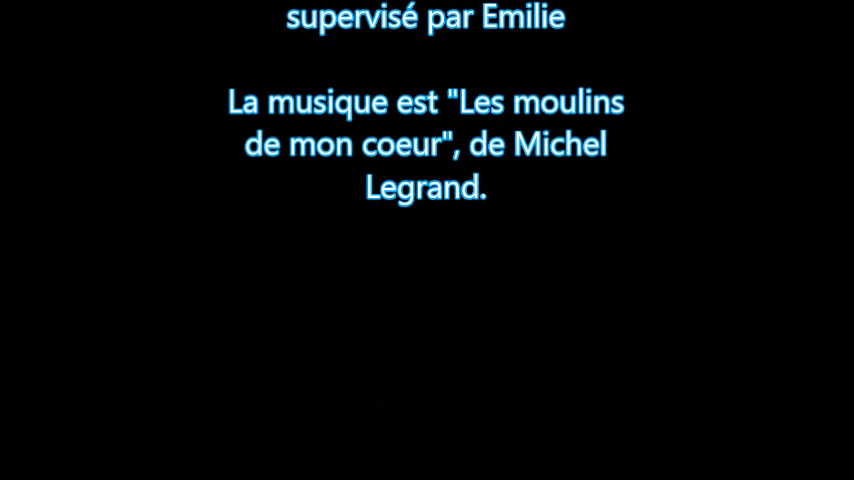 supervisé par Emilie
La musique est "Les moulins
de mon coeur", de Michel
Legrand.